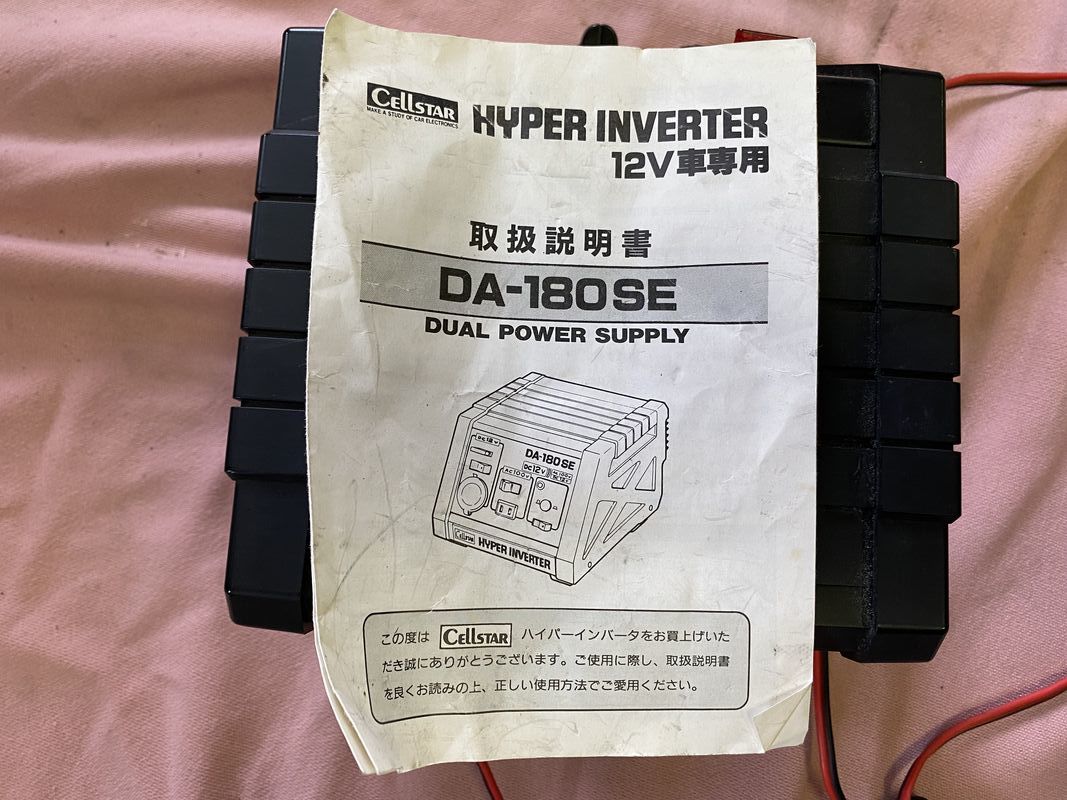 CELLSTAR
MAKE A STUDY OF CAR ELECTRONICS
HYPER INVERTER
12V車専用
取扱説明書
DA-180SE
DUAL POWER SUPPLY
DC12V
DA-180SE
DC12V
AC100V
CELLSTAR HYPER INVERTER
この度は CELLSTAR ハイパーインバータをお買上げいた
だき誠にありがとうございます。ご使用に際し、取扱説明書
を良くお読みの上、正しい使用方法でご愛用ください。